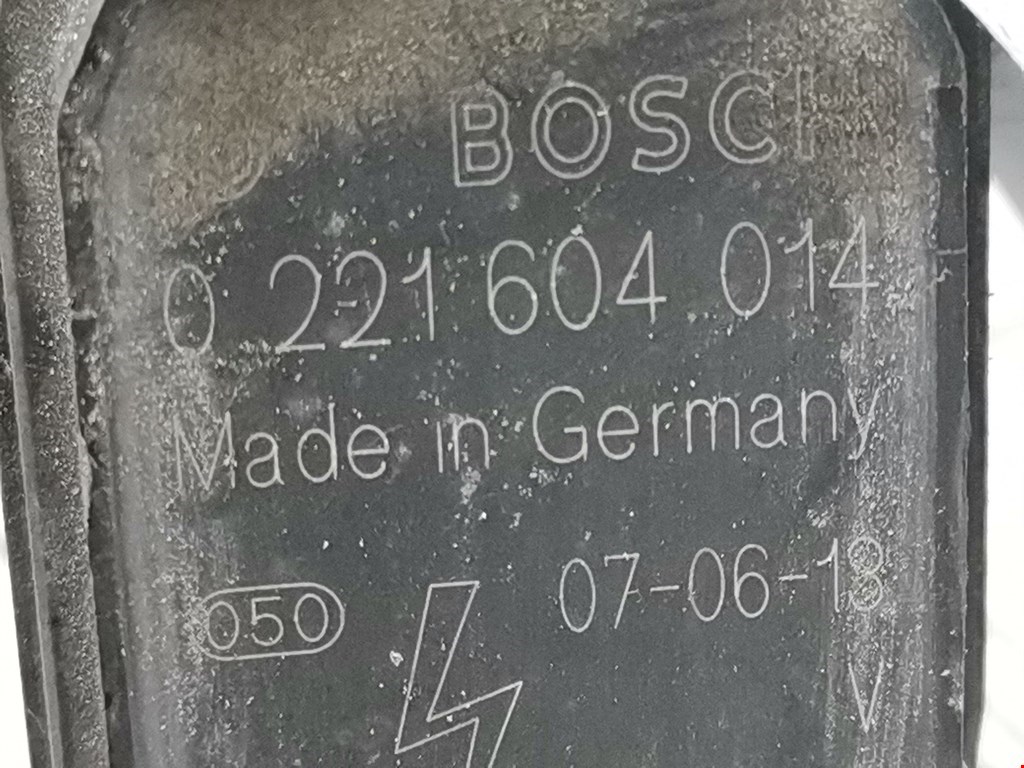 BOSCH
0 221 604 014
Made in Germany
07-06-18
050
V